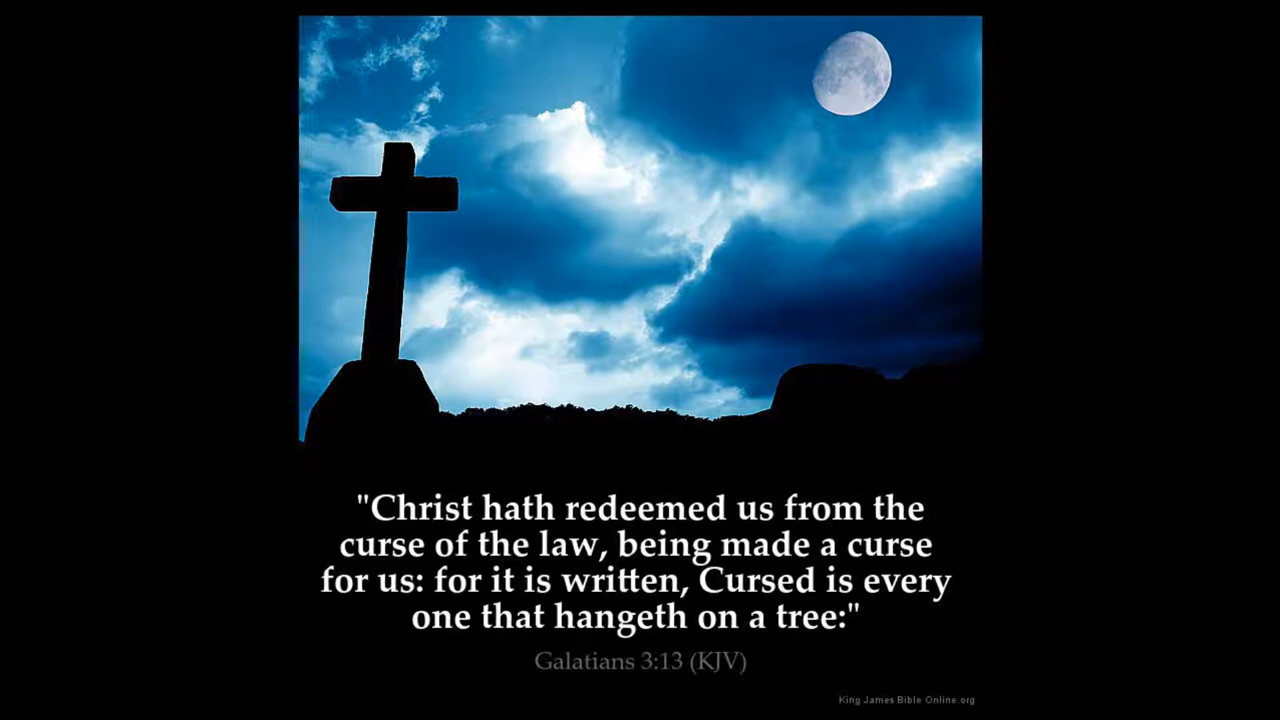 "Christ hath redeemed us from the
curse of the law, being made a curse
for us: for it is written, Cursed is every
one that hangeth on a tree:"
Galatians 3:13 (KJV)
King James Bible Online.org